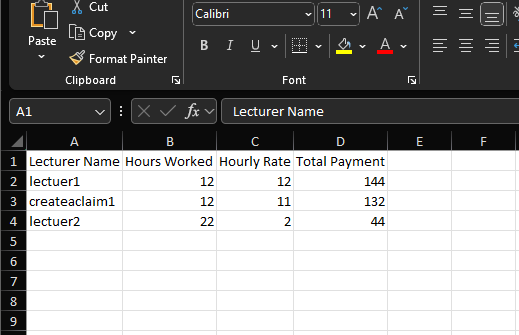 Cut
Calibri 11 A A
Paste Copy
Format Painter B I U A
Clipboard Font
A1 fx Lecturer Name
A B C D E F
1 Lecturer Name Hours Worked Hourly Rate Total Payment
2 lectuer1 12 12 144
3 createaclaim1 12 11 132
4 lectuer2 22 2 44
5
6
7
8
9